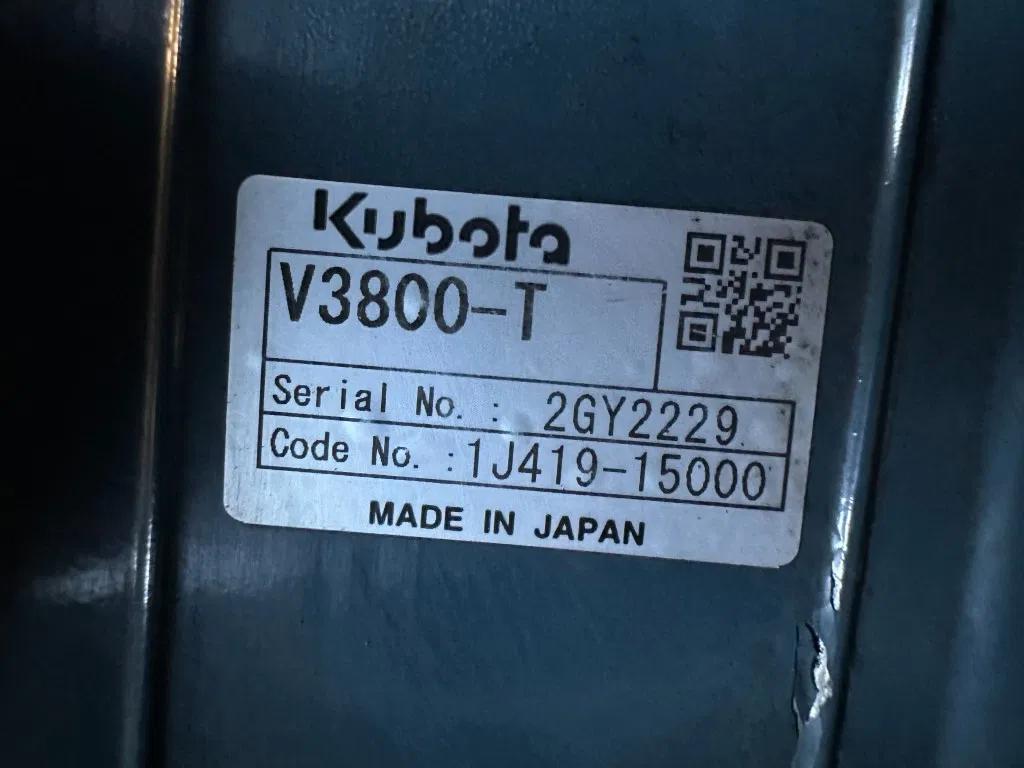 Kubota
V3800-T
Serial No. : 2GY2229
Code No. :1J419-15000
MADE IN JAPAN